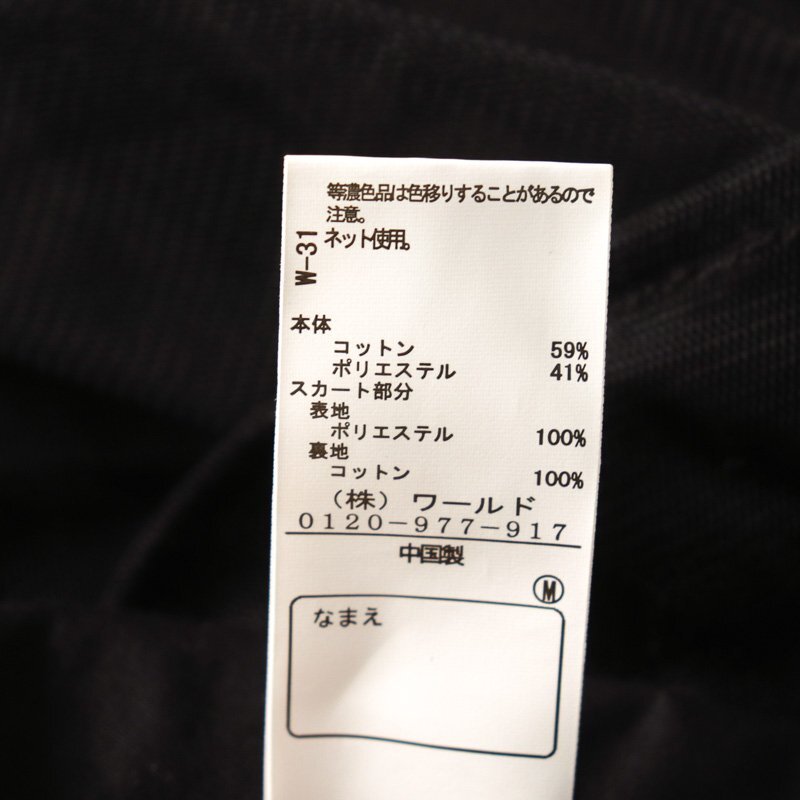 等濃色品は色移りすることがあるので
注意。
ネット使用。
W-31
本体
コットン 59%
ポリエステル 41%
スカート部分
表地
ポリエステル 100%
裏地
コットン 100%
（株）ワールド
0120-977-917
中国製
M
なまえ